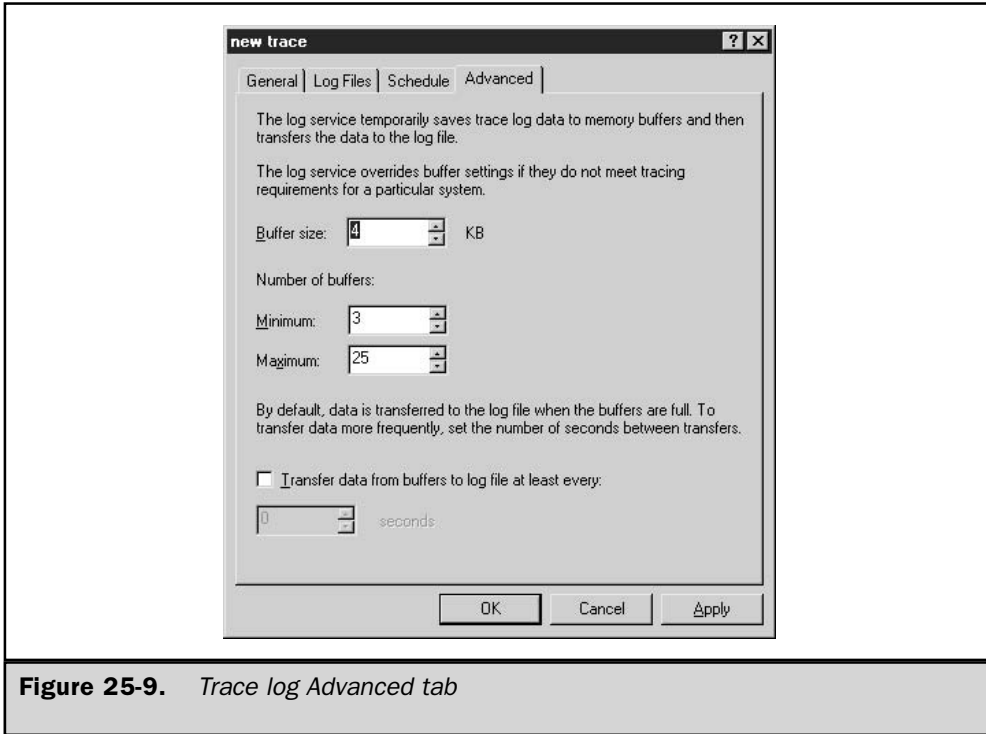 new trace
General Log Files Schedule Advanced
The log service temporarily saves trace log data to memory buffers and then
transfers the data to the log file.
The log service overrides buffer settings if they do not meet tracing
requirements for a particular system.
Buffer size: 4 KB
Number of buffers:
Minimum: 3
Maximum: 25
By default, data is transferred to the log file when the buffers are full. To
transfer data more frequently, set the number of seconds between transfers.
Transfer data from buffers to log file at least every:
0 seconds
OK Cancel Apply
Figure 25-9. Trace log Advanced tab